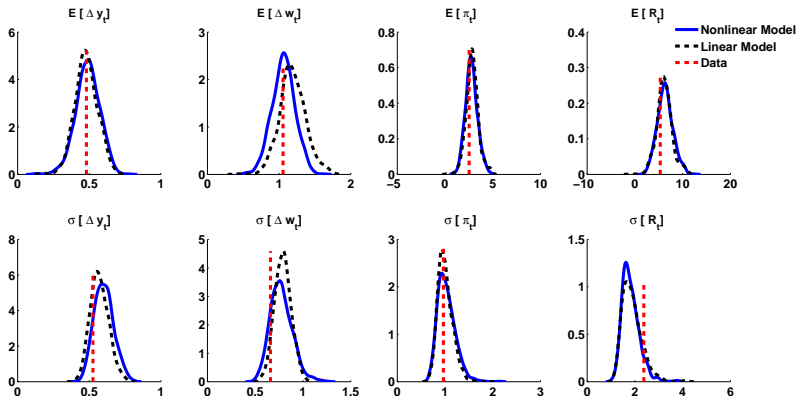 E [ Δ y_t ]
E [ Δ w_t ]
E [ π_t ]
E [ R_t ]
Nonlinear Model
Linear Model
Data
6
4
2
0
0 0.5 1
3
2
1
0
0 1 2
0.8
0.6
0.4
0.2
0
−5 0 5 10
0.4
0.3
0.2
0.1
0
−10 0 10 20
σ [ Δ y_t ]
σ [ Δ w_t ]
σ [ π_t ]
σ [ R_t ]
8
6
4
2
0
0 0.5 1
5
4
3
2
1
0
0 0.5 1 1.5
3
2
1
0
0 1 2 3
1.5
1
0.5
0
0 2 4 6